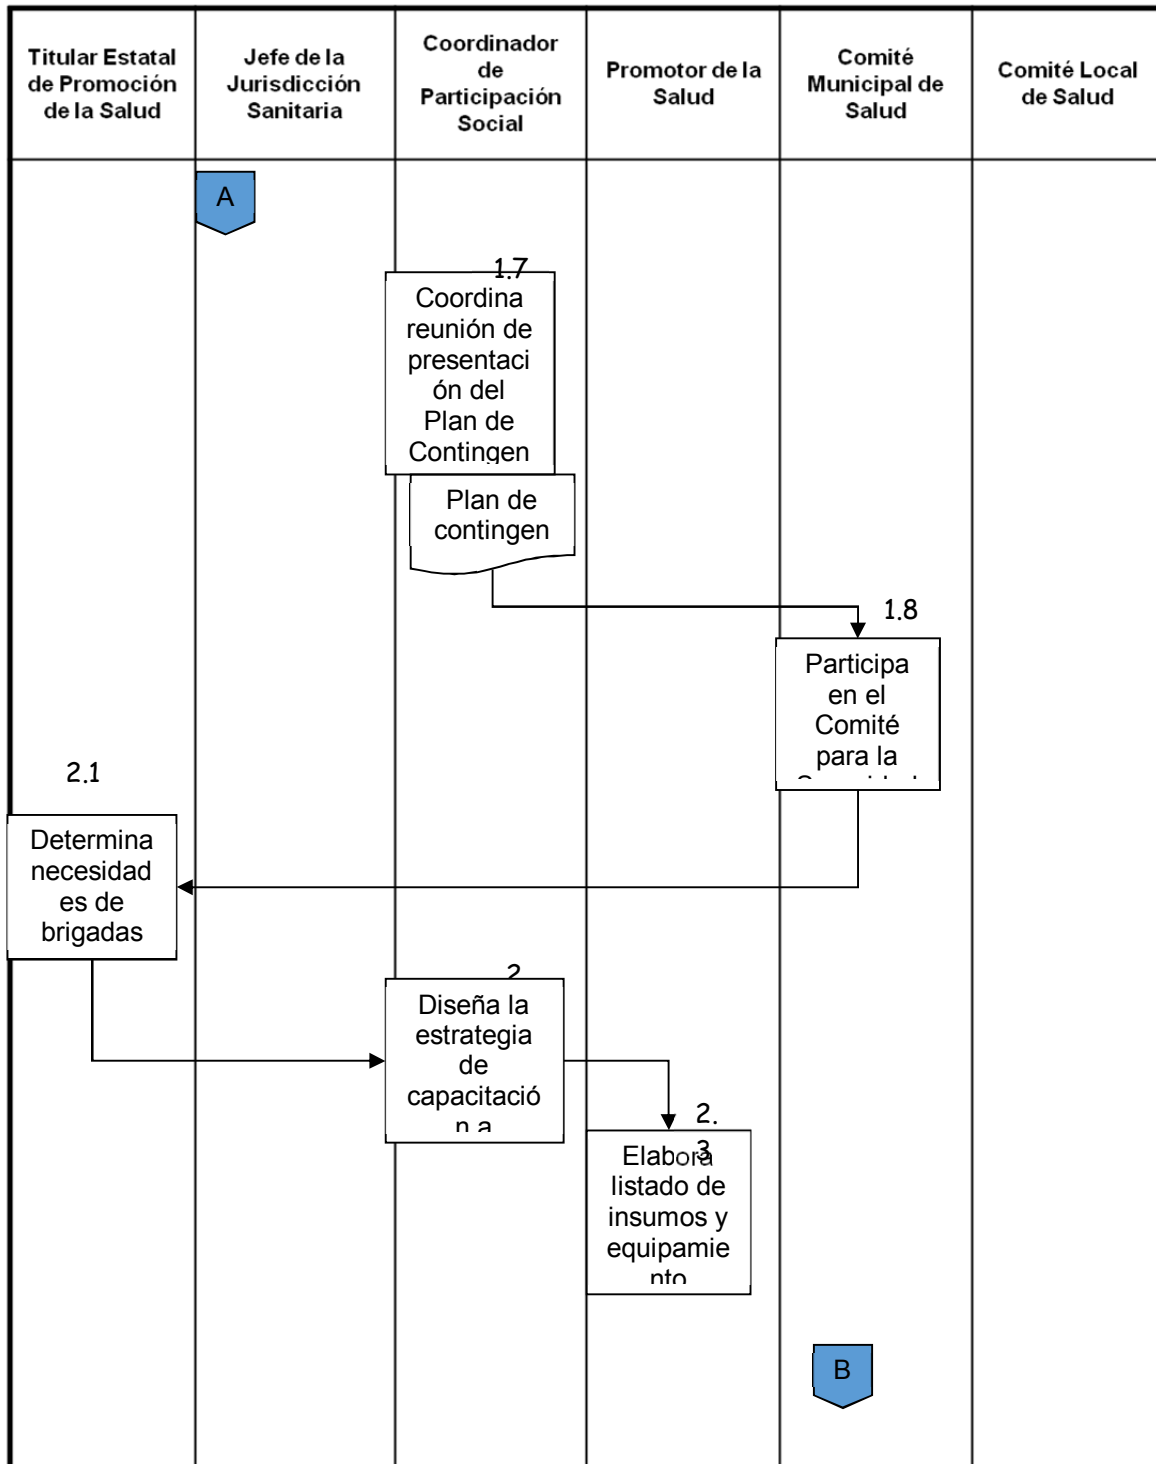 Titular Estatal
de Promoción
de la Salud
Jefe de la
Jurisdicción
Sanitaria
Coordinador
de
Participación
Social
Promotor de la
Salud
Comité
Municipal de
Salud
Comité Local
de Salud
A
1.7
Coordina
reunión de
presentaci
ón del
Plan de
Contingen
Plan de
contingen
1.8
Participa
en el
Comité
para la
2.1
Determina
necesidad
es de
brigadas
2
Diseña la
estrategia
de
capacitació
n a
2.
3
Elabora
listado de
insumos y
equipamie
nto
B